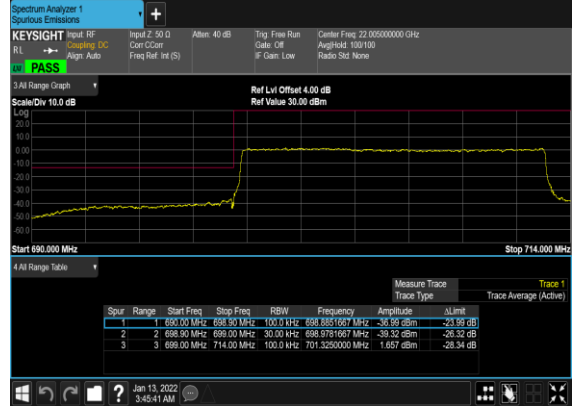 Spectrum Analyzer 1
Spurious Emissions
KEYSIGHT Input: RF Input Z: 50 Ω Atten: 40 dB Trig: Free Run Center Freq: 22.005000000 GHz
RL Coupling: DC Corr CCorr Gate: Off Avg|Hold: 100/100
Align: Auto Freq Ref: Int (S) IF Gain: Low Radio Std: None
PASS
3 All Range Graph Ref Lvl Offset 4.00 dB
Scale/Div 10.0 dB Ref Value 30.00 dBm
Log
20.0
10.0
0.00
-10.0
-20.0
-30.0
-40.0
-50.0
-60.0
Start 690.000 MHz Stop 714.000 MHz
4 All Range Table
Measure Trace Trace 1
Trace Type Trace Average (Active)
Spur Range Start Freq Stop Freq RBW Frequency Amplitude ΔLimit
1 1 690.00 MHz 698.90 MHz 100.0 kHz 698.8851667 MHz -36.99 dBm -23.99 dB
2 2 698.90 MHz 699.00 MHz 30.00 kHz 698.9781667 MHz -39.32 dBm -26.32 dB
3 3 699.00 MHz 714.00 MHz 100.0 kHz 701.3250000 MHz 1.657 dBm -28.34 dB
? Jan 13, 2022
3:45:41 AM